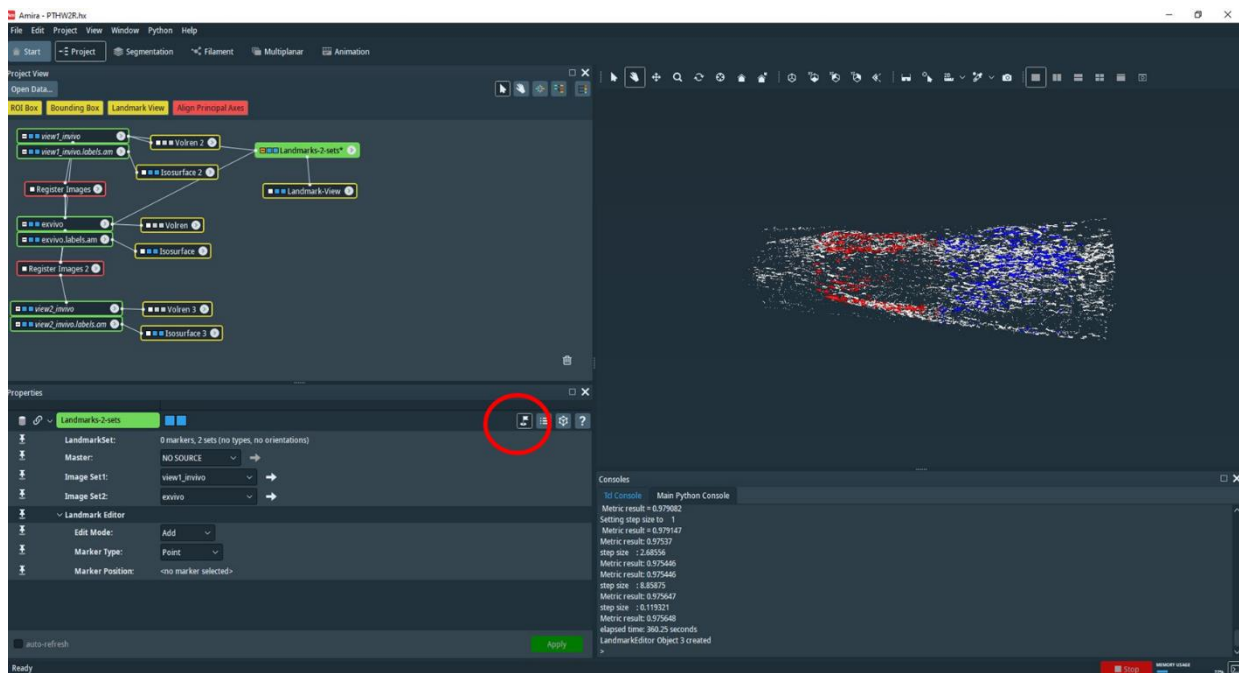 Amira - PTHW2R.hx
File Edit Project View Window Python Help
Start Project Segmentation Filament Multiplanar Animation
Project View
Open Data...
ROI Box Bounding Box Landmark View Align Principal Axes
view1_invivo
view1_invivo.labels.am
Volren 2
Landmarks-2-sets*
Isosurface 2
Register Images
Landmark-View
exvivo
exvivo.labels.am
Volren
Isosurface
Register Images 2
view2_invivo
view2_invivo.labels.am
Volren 3
Isosurface 3
Properties
Landmarks-2-sets
LandmarkSet: 0 markers, 2 sets (no types, no orientations)
Master: NO SOURCE
Image Set1: view1_invivo
Image Set2: exvivo
Landmark Editor
Edit Mode: Add
Marker Type: Point
Marker Position: <no marker selected>
auto-refresh
Apply
Ready
Consoles
Tcl Console Main Python Console
Metric result = 0.979082
Setting step size to 1
Metric result = 0.979147
Metric result: 0.97537
step size : 2.68556
Metric result: 0.975446
Metric result: 0.975446
step size : 8.85875
Metric result: 0.975647
step size : 0.119321
Metric result: 0.975648
elapsed time: 360.25 seconds
LandmarkEditor Object 3 created
>
Stop
MEMORY USAGE